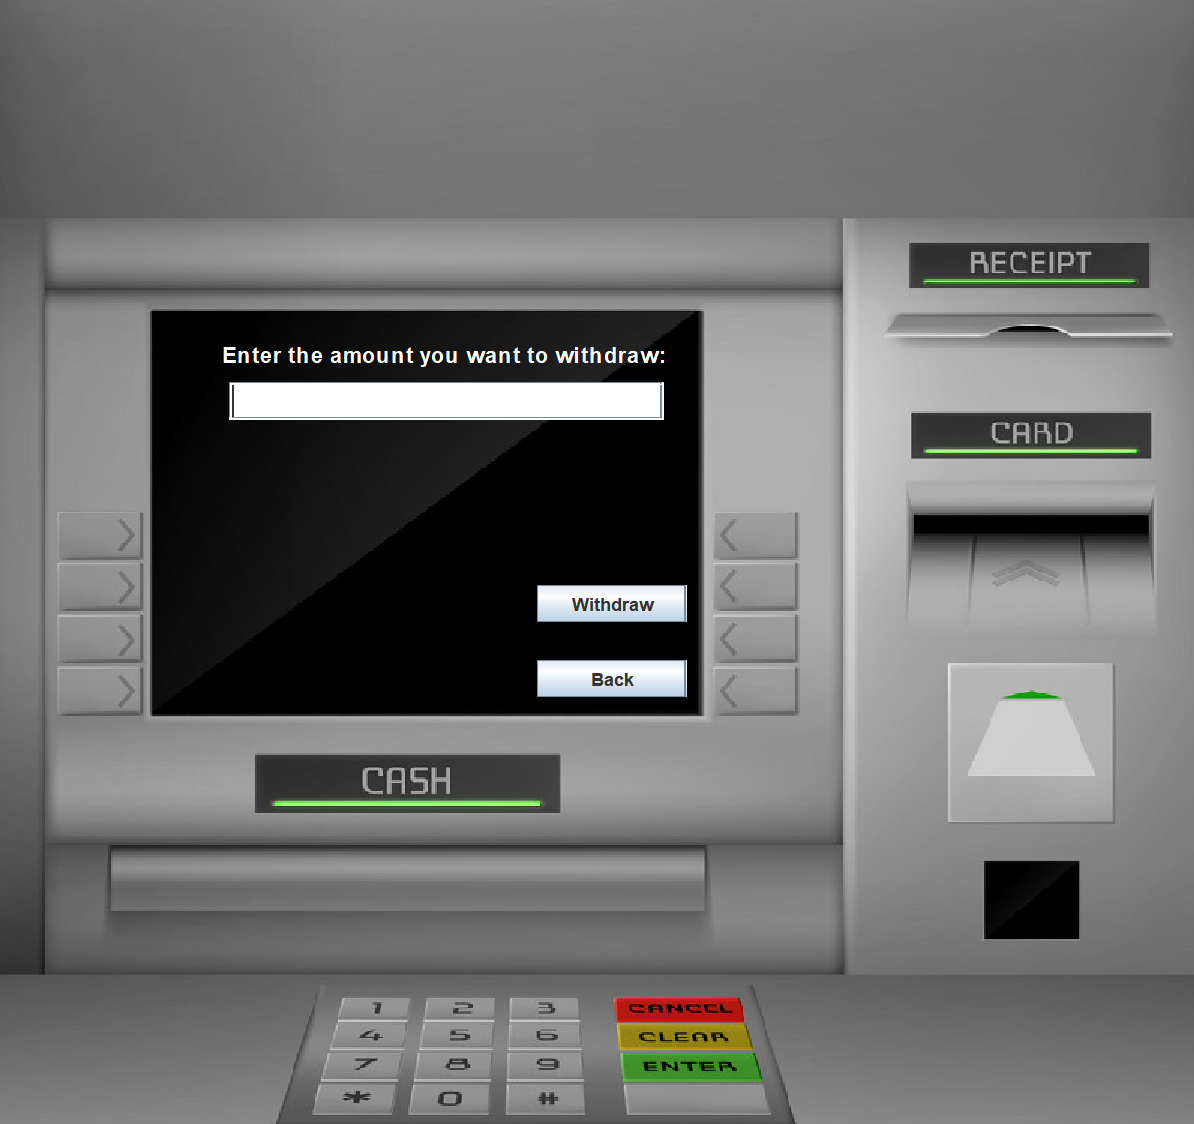 RECEIPT
Enter the amount you want to withdraw:
CARD
Withdraw
Back
CASH
1 2 3 CANCEL
4 5 6 CLEAR
7 8 9 ENTER
* 0 #